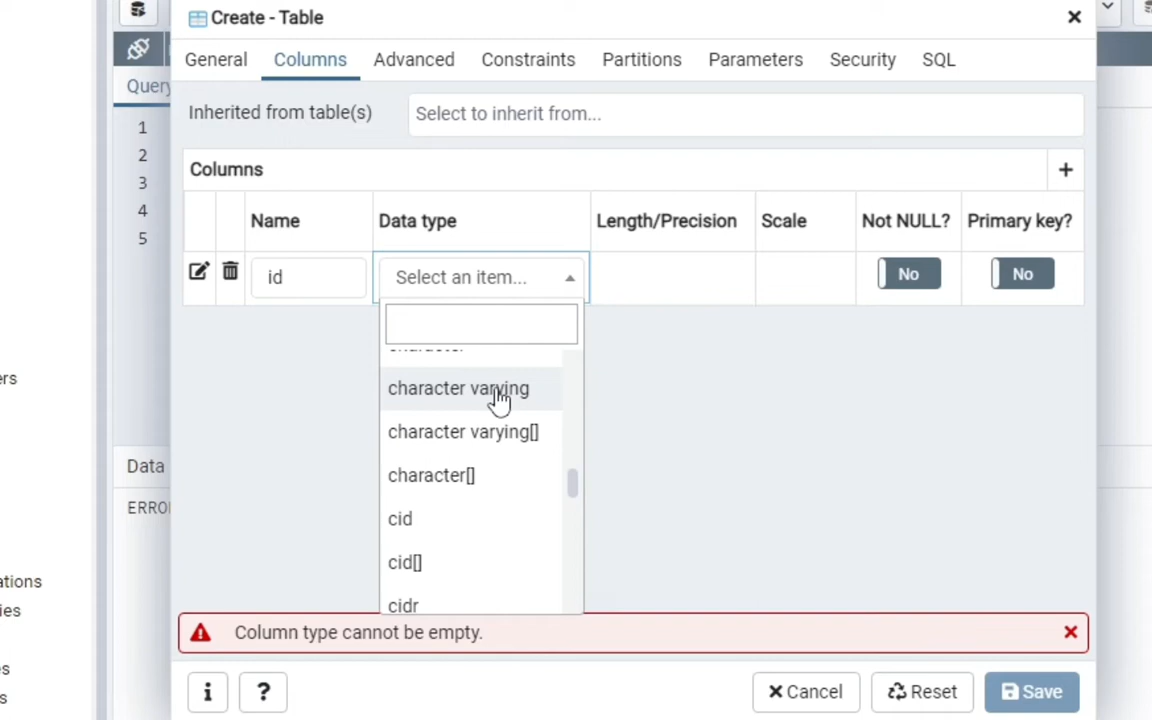 Create - Table
General Columns Advanced Constraints Partitions Parameters Security SQL
Query
Inherited from table(s) Select to inherit from...
1
2
3
4
5
Columns
Name Data type Length/Precision Scale Not NULL? Primary key?
id Select an item... No No
character
character varying
character varying[]
character[]
cid
cid[]
cidr
ers
Data
ERRO
ations
ies
es
s
Column type cannot be empty.
i ? Cancel Reset Save